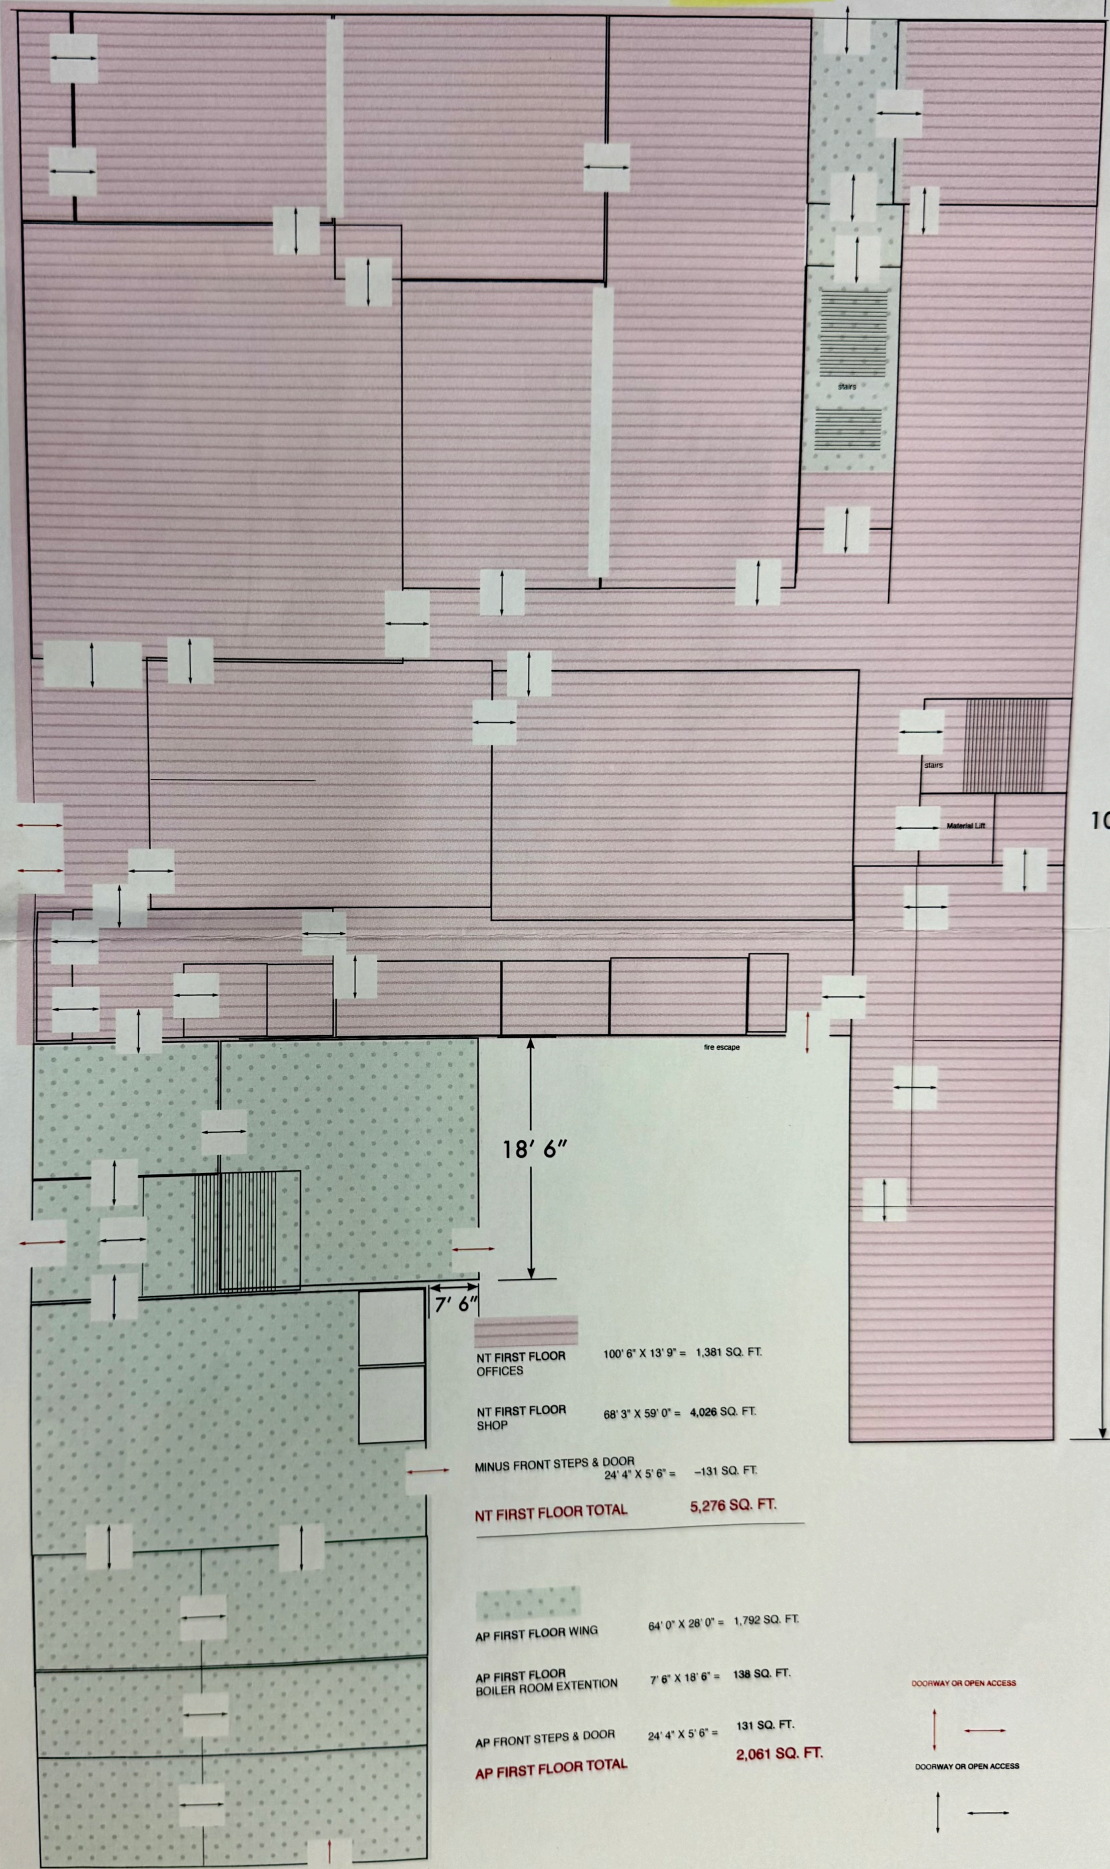 stairs
stairs
Material Lift
10
fire escape
18' 6"
7' 6"
NT FIRST FLOOR OFFICES 100' 6" X 13' 9" = 1,381 SQ. FT.
NT FIRST FLOOR SHOP 68' 3" X 59' 0" = 4,026 SQ. FT.
MINUS FRONT STEPS & DOOR
24' 4" X 5' 6" = –131 SQ. FT.
NT FIRST FLOOR TOTAL 5,276 SQ. FT.
AP FIRST FLOOR WING 64' 0" X 28' 0" = 1,792 SQ. FT.
AP FIRST FLOOR
BOILER ROOM EXTENTION 7' 6" X 18' 6" = 138 SQ. FT.
AP FRONT STEPS & DOOR 24' 4" X 5' 6" = 131 SQ. FT.
AP FIRST FLOOR TOTAL 2,061 SQ. FT.
DOORWAY OR OPEN ACCESS
DOORWAY OR OPEN ACCESS